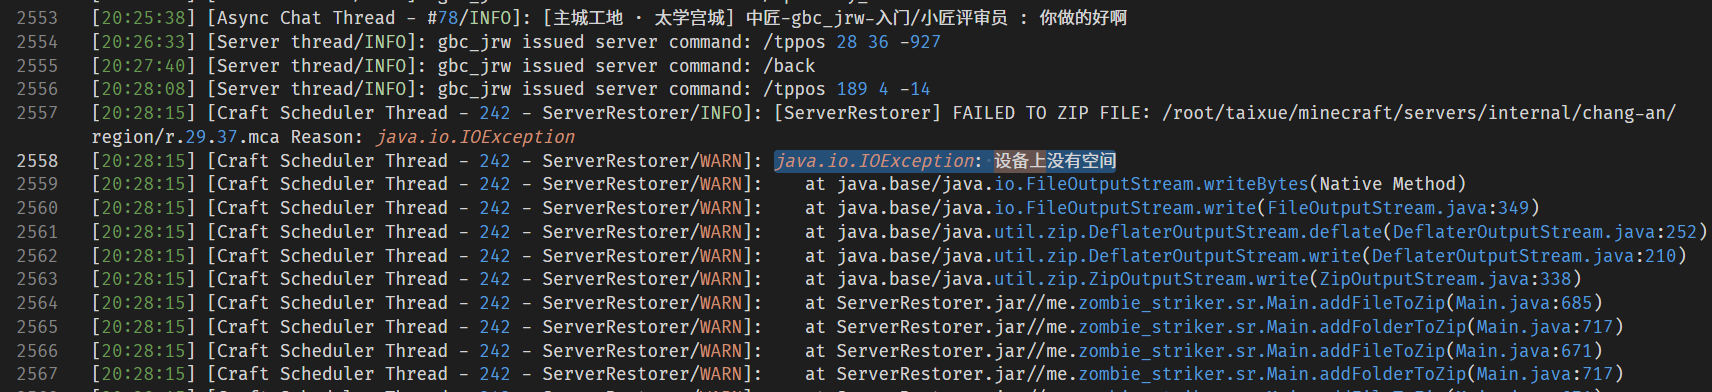 2553 [20:25:38] [Async Chat Thread - #78/INFO]: [主城工地 · 太学宫城] 中匠-gbc_jrw-入门/小匠评审员 : 你做的好啊
2554 [20:26:33] [Server thread/INFO]: gbc_jrw issued server command: /tppos 28 36 -927
2555 [20:27:40] [Server thread/INFO]: gbc_jrw issued server command: /back
2556 [20:28:08] [Server thread/INFO]: gbc_jrw issued server command: /tppos 189 4 -14
2557 [20:28:15] [Craft Scheduler Thread - 242 - ServerRestorer/INFO]: [ServerRestorer] FAILED TO ZIP FILE: /root/taixue/minecraft/servers/internal/chang-an/
region/r.29.37.mca Reason: java.io.IOException
2558 [20:28:15] [Craft Scheduler Thread - 242 - ServerRestorer/WARN]: java.io.IOException: 设备上没有空间
2559 [20:28:15] [Craft Scheduler Thread - 242 - ServerRestorer/WARN]: at java.base/java.io.FileOutputStream.writeBytes(Native Method)
2560 [20:28:15] [Craft Scheduler Thread - 242 - ServerRestorer/WARN]: at java.base/java.io.FileOutputStream.write(FileOutputStream.java:349)
2561 [20:28:15] [Craft Scheduler Thread - 242 - ServerRestorer/WARN]: at java.base/java.util.zip.DeflaterOutputStream.deflate(DeflaterOutputStream.java:252)
2562 [20:28:15] [Craft Scheduler Thread - 242 - ServerRestorer/WARN]: at java.base/java.util.zip.DeflaterOutputStream.write(DeflaterOutputStream.java:210)
2563 [20:28:15] [Craft Scheduler Thread - 242 - ServerRestorer/WARN]: at java.base/java.util.zip.ZipOutputStream.write(ZipOutputStream.java:338)
2564 [20:28:15] [Craft Scheduler Thread - 242 - ServerRestorer/WARN]: at ServerRestorer.jar//me.zombie_striker.sr.Main.addFileToZip(Main.java:685)
2565 [20:28:15] [Craft Scheduler Thread - 242 - ServerRestorer/WARN]: at ServerRestorer.jar//me.zombie_striker.sr.Main.addFolderToZip(Main.java:717)
2566 [20:28:15] [Craft Scheduler Thread - 242 - ServerRestorer/WARN]: at ServerRestorer.jar//me.zombie_striker.sr.Main.addFolderToZip(Main.java:671)
2567 [20:28:15] [Craft Scheduler Thread - 242 - ServerRestorer/WARN]: at ServerRestorer.jar//me.zombie_striker.sr.Main.addFolderToZip(Main.java:717)